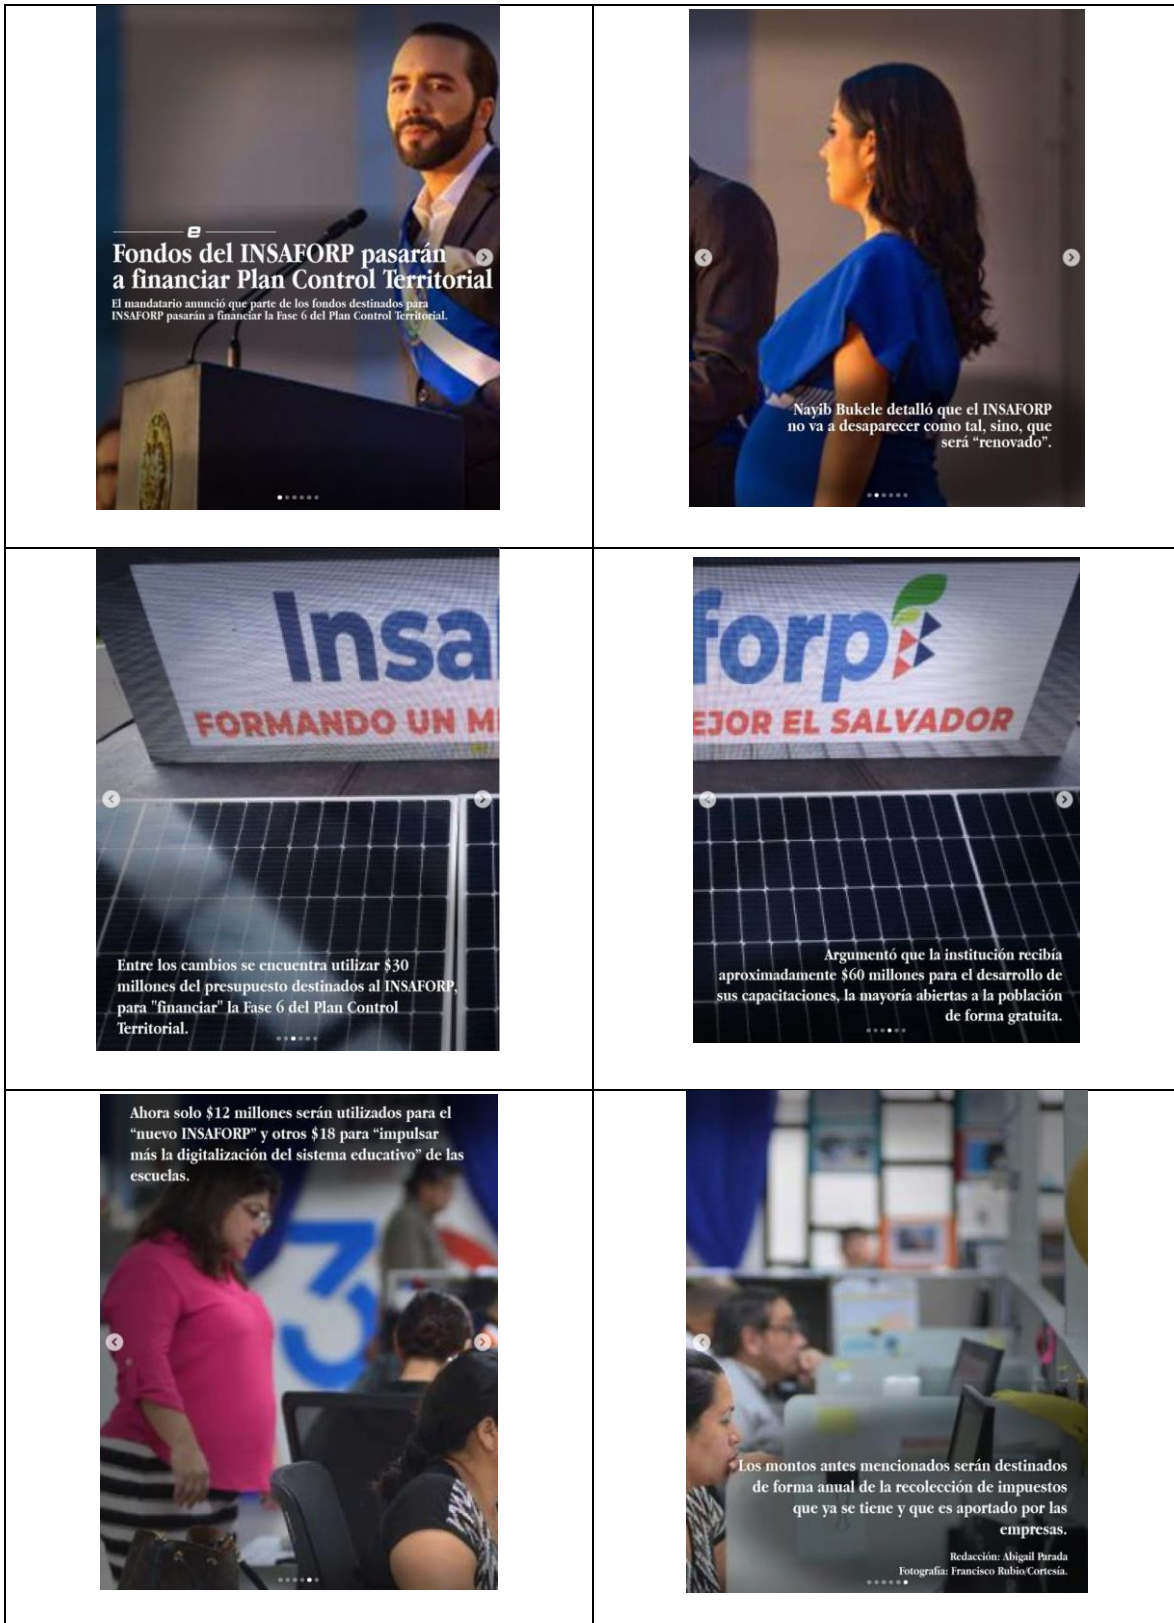 e
Fondos del INSAFORP pasarán
a financiar Plan Control Territorial
El mandatario anunció que parte de los fondos destinados para
INSAFORP pasarán a financiar la Fase 6 del Plan Control Territorial.
Nayib Bukele detalló que el INSAFORP
no va a desaparecer como tal, sino, que
será “renovado”.
Insa
FORMANDO UN M
Entre los cambios se encuentra utilizar $30
millones del presupuesto destinados al INSAFORP,
para "financiar" la Fase 6 del Plan Control
Territorial.
forp
EJOR EL SALVADOR
Argumentó que la institución recibía
aproximadamente $60 millones para el desarrollo de
sus capacitaciones, la mayoría abiertas a la población
de forma gratuita.
Ahora solo $12 millones serán utilizados para el
“nuevo INSAFORP” y otros $18 para “impulsar
más la digitalización del sistema educativo” de las
escuelas.
3
Los montos antes mencionados serán destinados
de forma anual de la recolección de impuestos
que ya se tiene y que es aportado por las
empresas.
Redacción: Abigail Parada
Fotografía: Francisco Rubio/Cortesía.